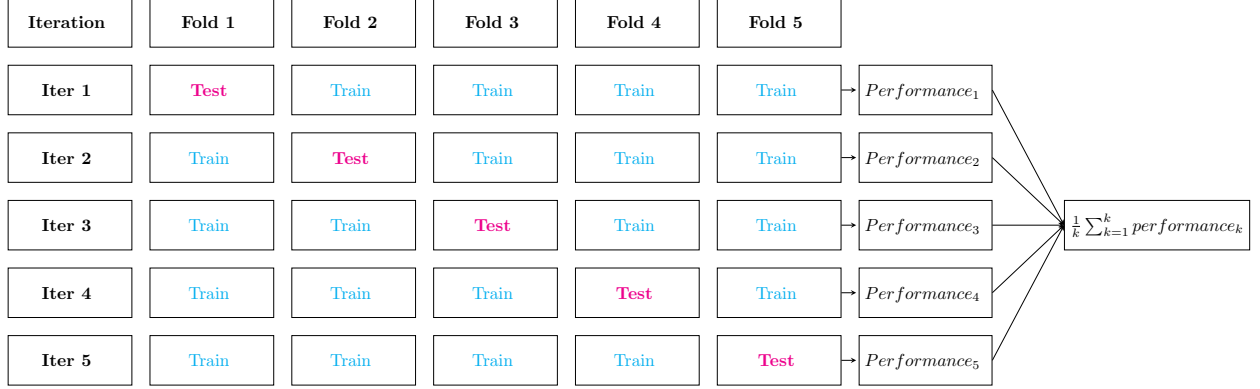 Iteration Fold 1 Fold 2 Fold 3 Fold 4 Fold 5
Iter 1 Test Train Train Train Train Performance₁
Iter 2 Train Test Train Train Train Performance₂
Iter 3 Train Train Test Train Train Performance₃ 1/k ∑ᵏₖ₌₁ performanceₖ
Iter 4 Train Train Train Test Train Performance₄
Iter 5 Train Train Train Train Test Performance₅